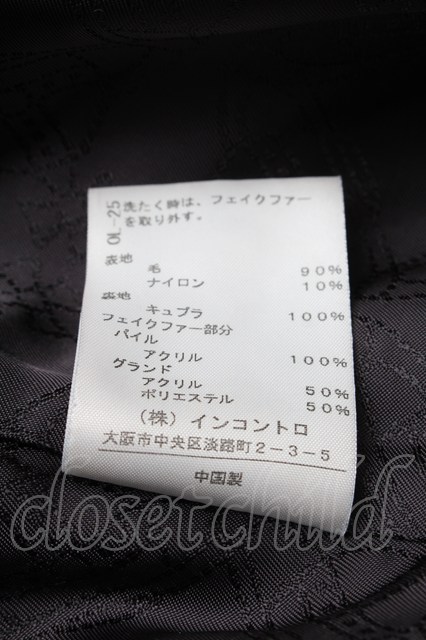 OL-25
洗たく時は、フェイクファー
を取り外す。
表地
毛 90%
ナイロン 10%
裏地
キュプラ 100%
フェイクファー部分
パイル
アクリル 100%
グランド
アクリル 50%
ポリエステル 50%
(株) インコントロ
大阪市中央区淡路町2-3-5
中国製
closetchild